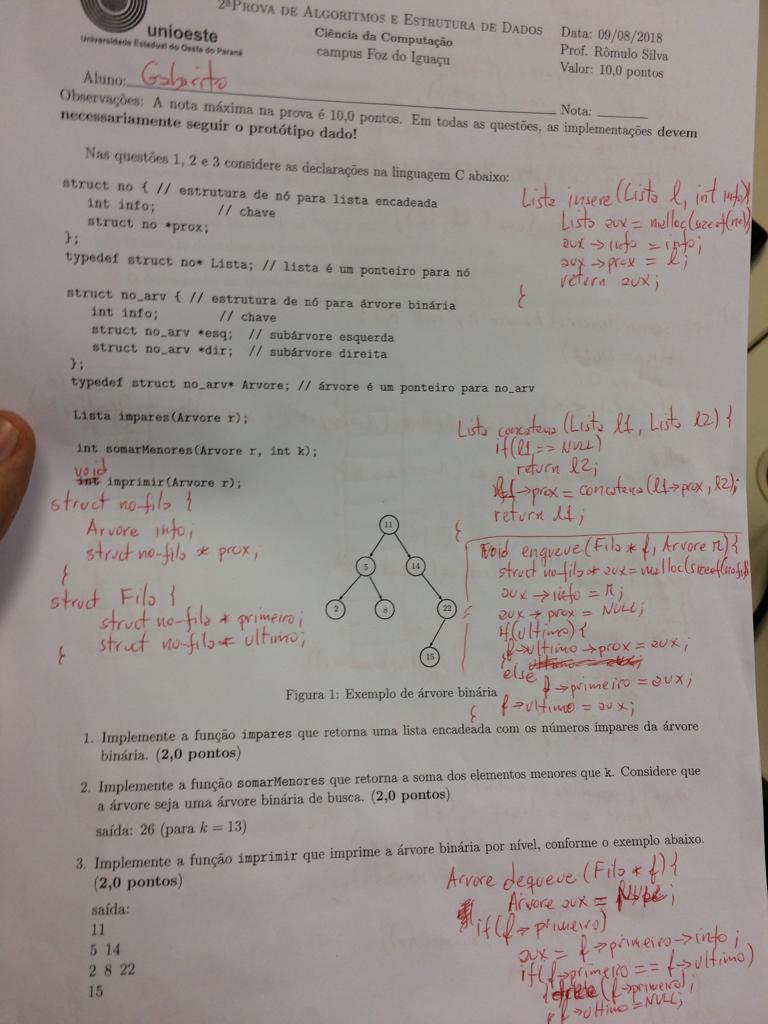 2ªPROVA DE ALGORITMOS E ESTRUTURA DE DADOS
Ciência da Computação
campus Foz do Iguaçu
Data: 09/08/2018
Prof. Rômulo Silva
Valor: 10,0 pontos
unioeste
Universidade Estadual do Oeste do Paraná
Aluno: Gabarito
Nota:
Observações: A nota máxima na prova é 10,0 pontos. Em todas as questões, as implementações devem
necessariamente seguir o protótipo dado!
Nas questões 1, 2 e 3 considere as declarações na linguagem C abaixo:
struct no { // estrutura de nó para lista encadeada
int info; // chave
struct no *prox;
};
typedef struct no* Lista; // lista é um ponteiro para nó
struct no_arv { // estrutura de nó para árvore binária
int info; // chave
struct no_arv *esq; // subárvore esquerda
struct no_arv *dir; // subárvore direita
};
typedef struct no_arv* Arvore; // árvore é um ponteiro para no_arv
Lista impares(Arvore r);
int somarMenores(Arvore r, int k);
void
int imprimir(Arvore r);
Lista insere(Lista l, int info)
Lista aux = malloc(sizeof(no))
aux->info = info;
aux->prox = l;
return aux;
}
Lista concatena(Lista l1, Lista l2) {
if(l1 == NULL)
return l2;
l1->prox = concatena(l1->prox, l2);
return l1;
}
struct no-fila {
Arvore info;
struct no-fila * prox;
}
struct Fila {
struct no-fila * primeiro;
struct no-fila * ultimo;
}
void enqueue(Fila * f, Arvore r) {
struct no-fila* aux = malloc(sizeof(nofila))
aux->info = r;
aux->prox = NULL;
if(ultimo) {
f->ultimo->prox = aux;
else
f->primeiro = aux;
f->ultimo = aux;
}
11
5
14
2
8
22
15
Figura 1: Exemplo de árvore binária
1. Implemente a função impares que retorna uma lista encadeada com os números ímpares da árvore
binária. (2,0 pontos)
2. Implemente a função somarMenores que retorna a soma dos elementos menores que k. Considere que
a árvore seja uma árvore binária de busca. (2,0 pontos)
saída: 26 (para k = 13)
3. Implemente a função imprimir que imprime a árvore binária por nível, conforme o exemplo abaixo.
(2,0 pontos)
saída:
11
5 14
2 8 22
15
Arvore dequeue(Fila * f) {
Arvore aux = NULL;
if(f->primeiro)
aux = f->primeiro->info;
if(f->primeiro == f->ultimo)
(f->primeiro);
f->ultimo = NULL;